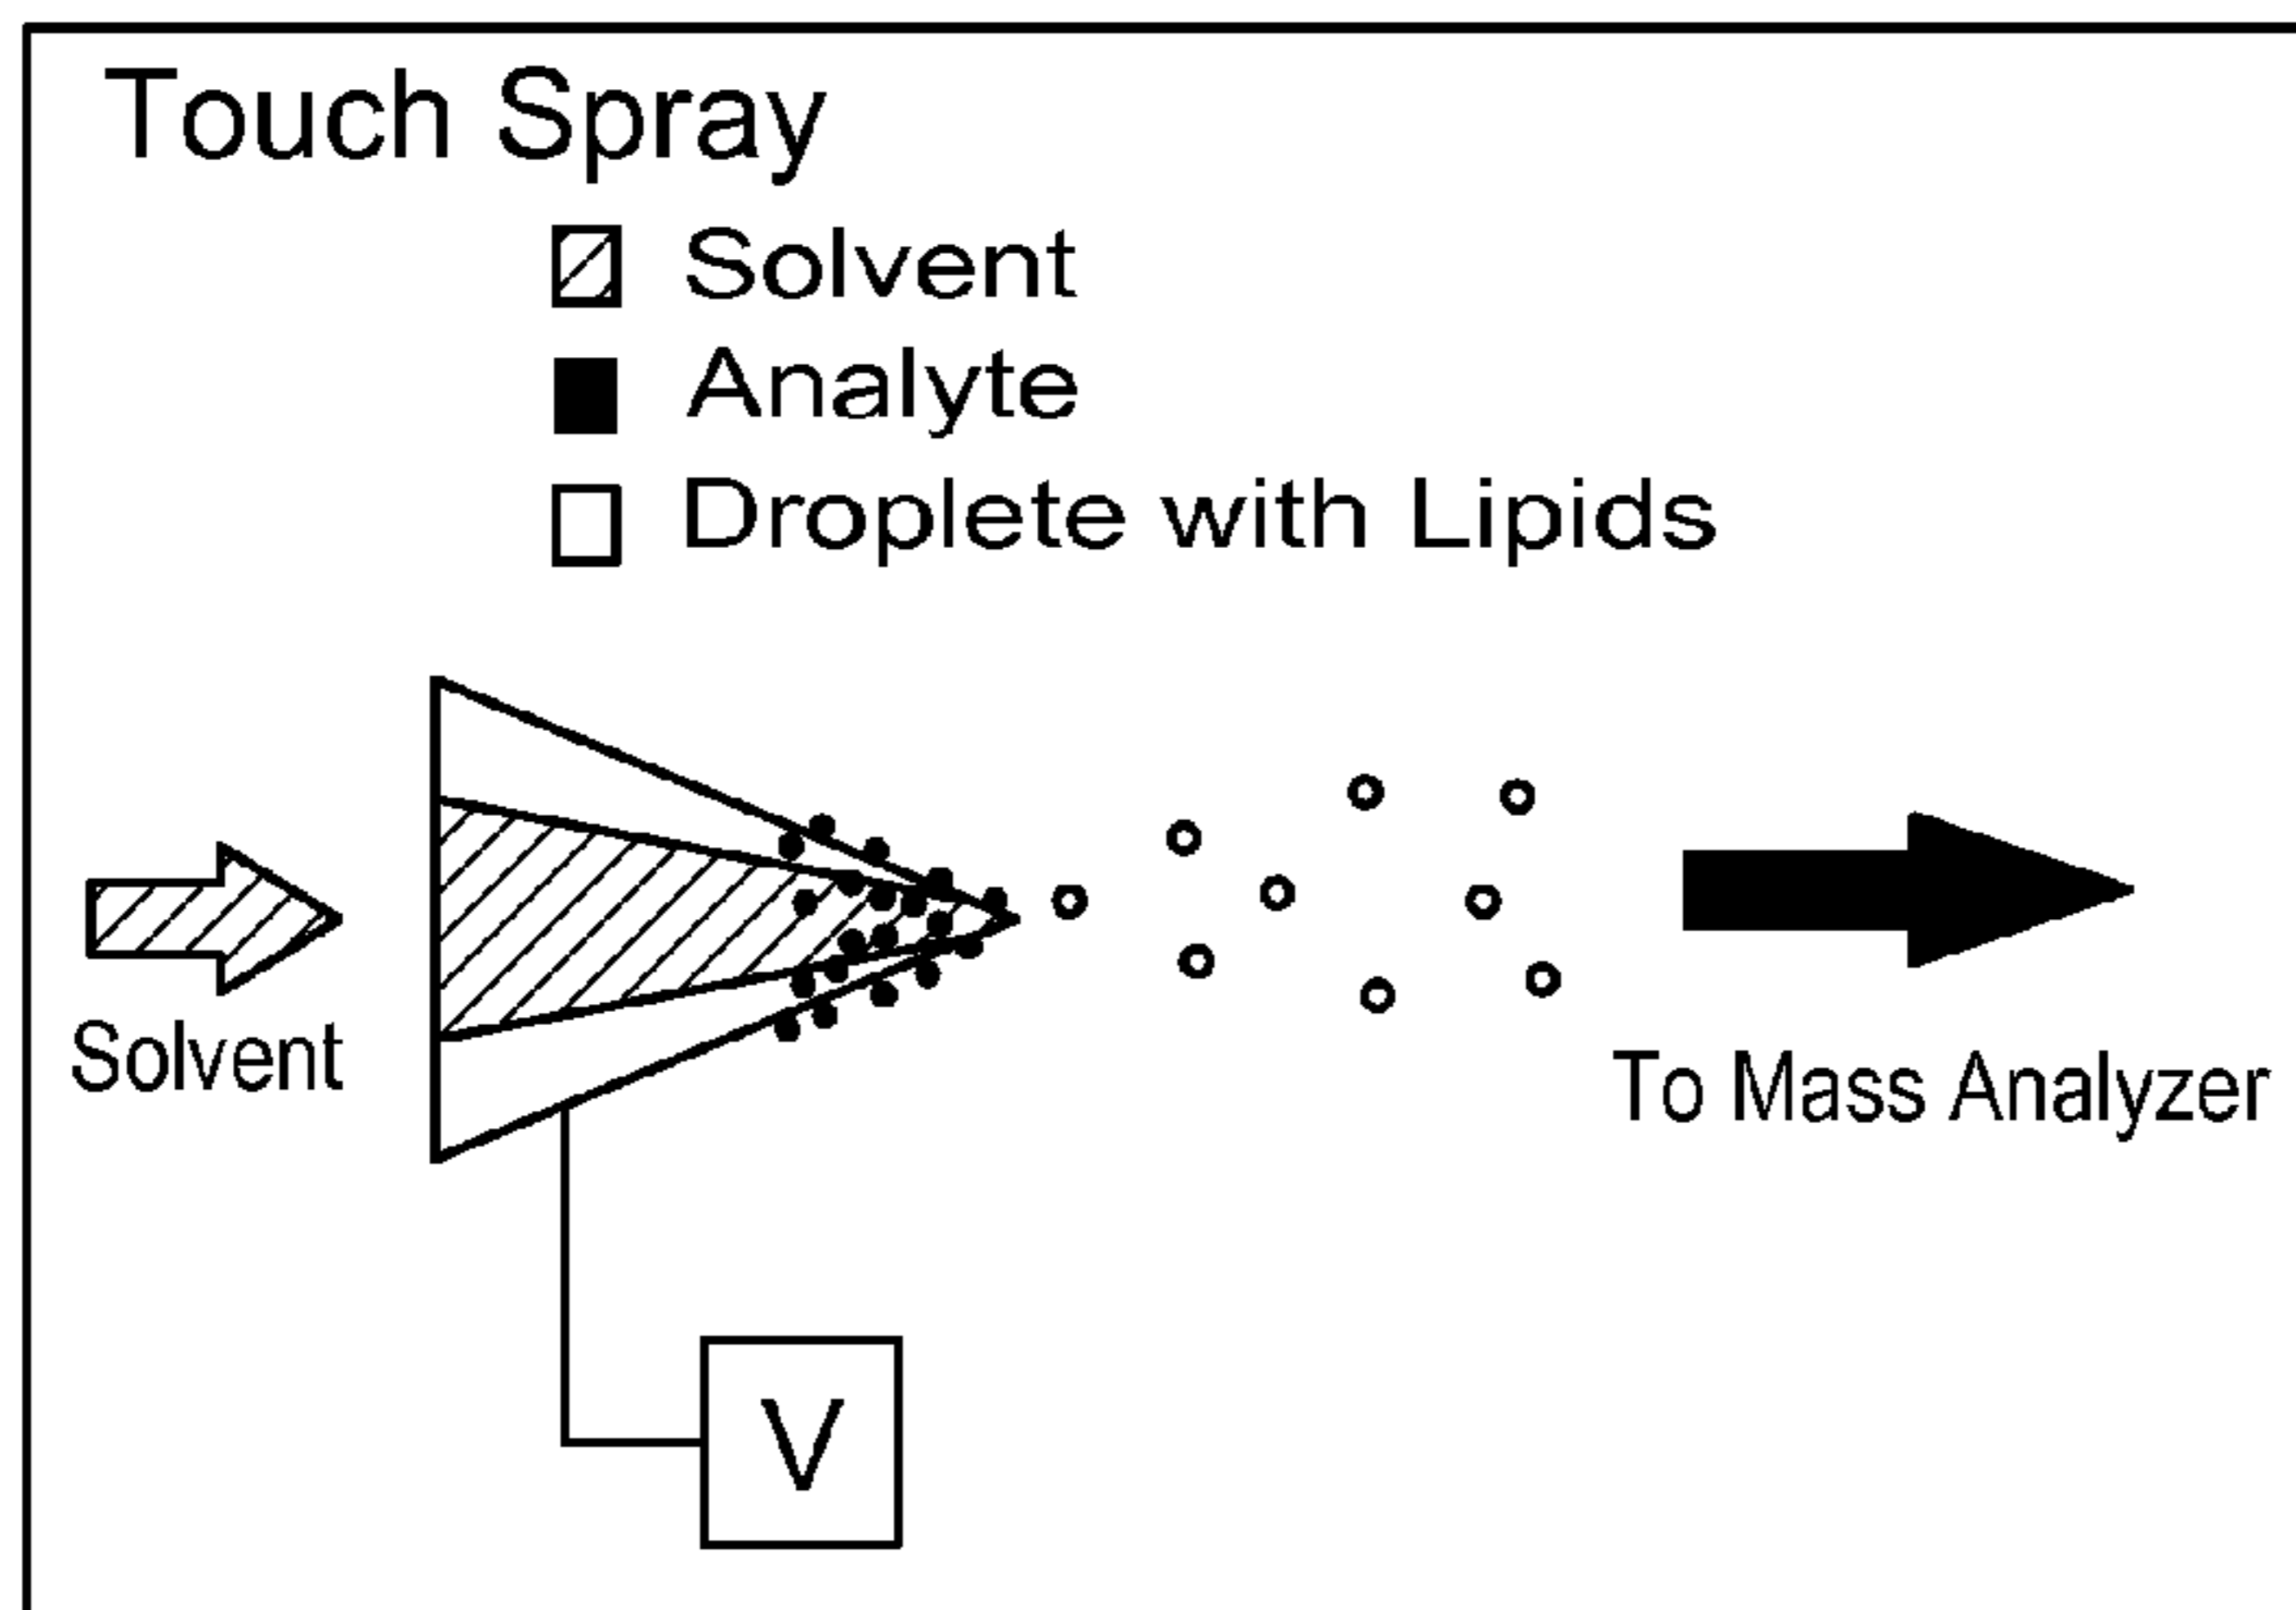 Touch Spray
Solvent
Analyte
Droplete with Lipids
Solvent
To Mass Analyzer
V